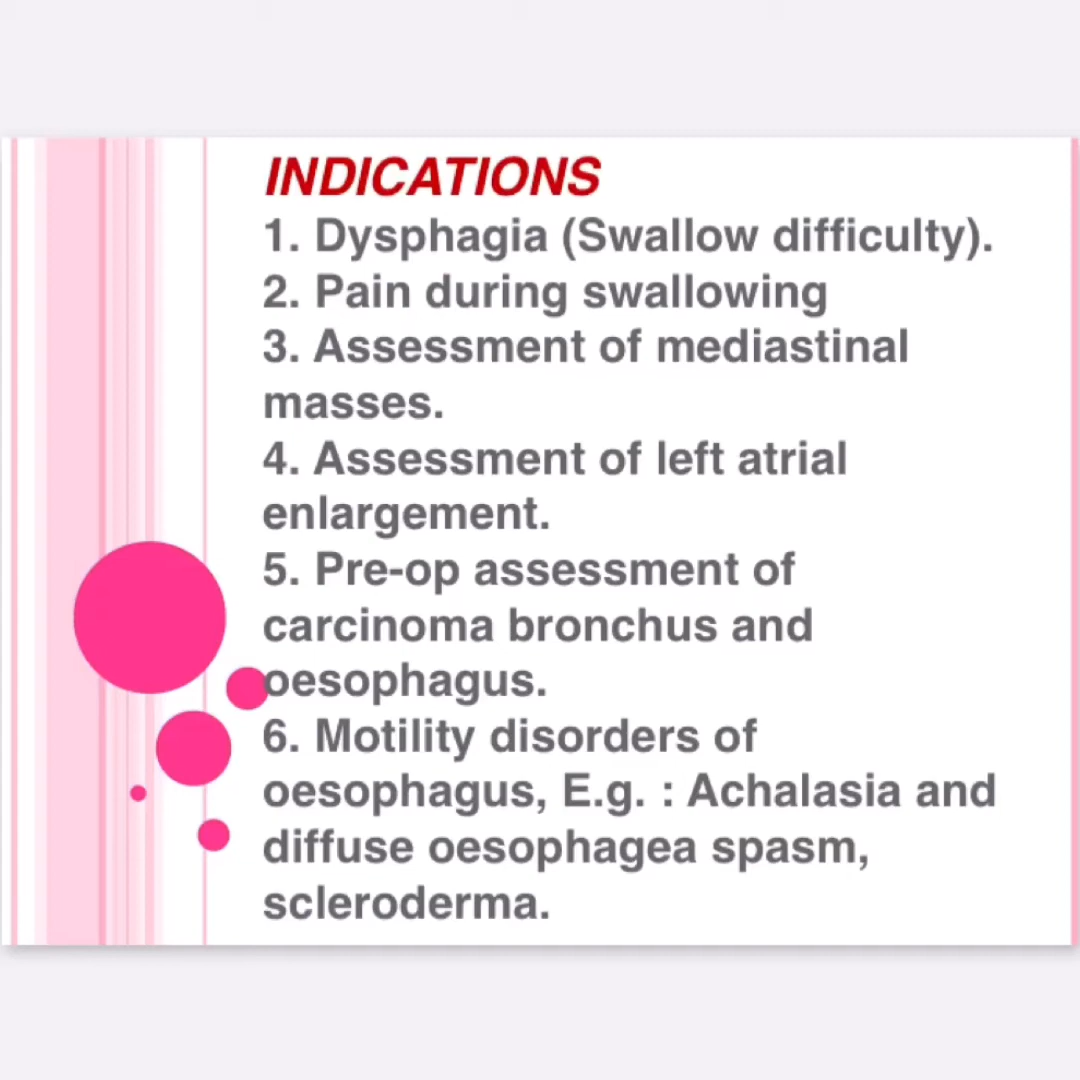 INDICATIONS
1. Dysphagia (Swallow difficulty).
2. Pain during swallowing
3. Assessment of mediastinal
masses.
4. Assessment of left atrial
enlargement.
5. Pre-op assessment of
carcinoma bronchus and
oesophagus.
6. Motility disorders of
oesophagus, E.g. : Achalasia and
diffuse oesophagea spasm,
scleroderma.